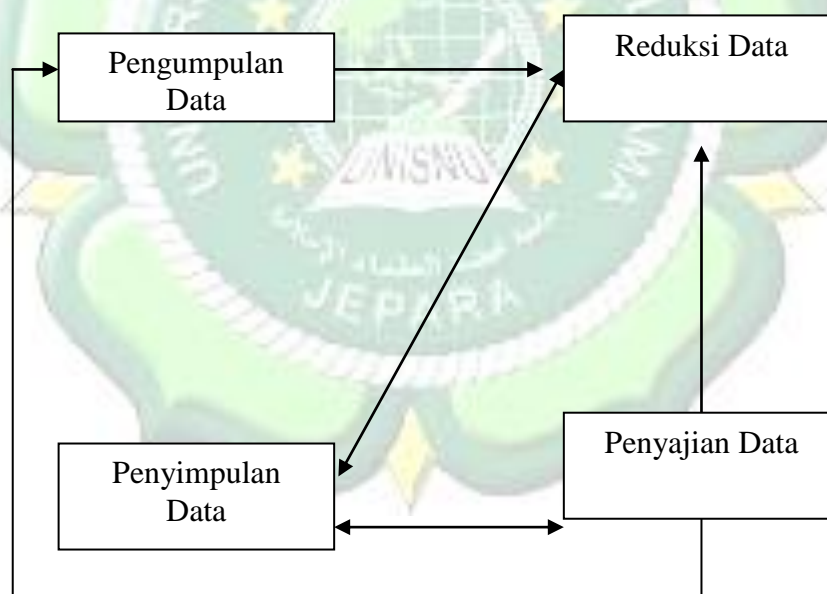 Pengumpulan
Data
Reduksi Data
UNISNU
JEPARA
Penyimpulan
Data
Penyajian Data